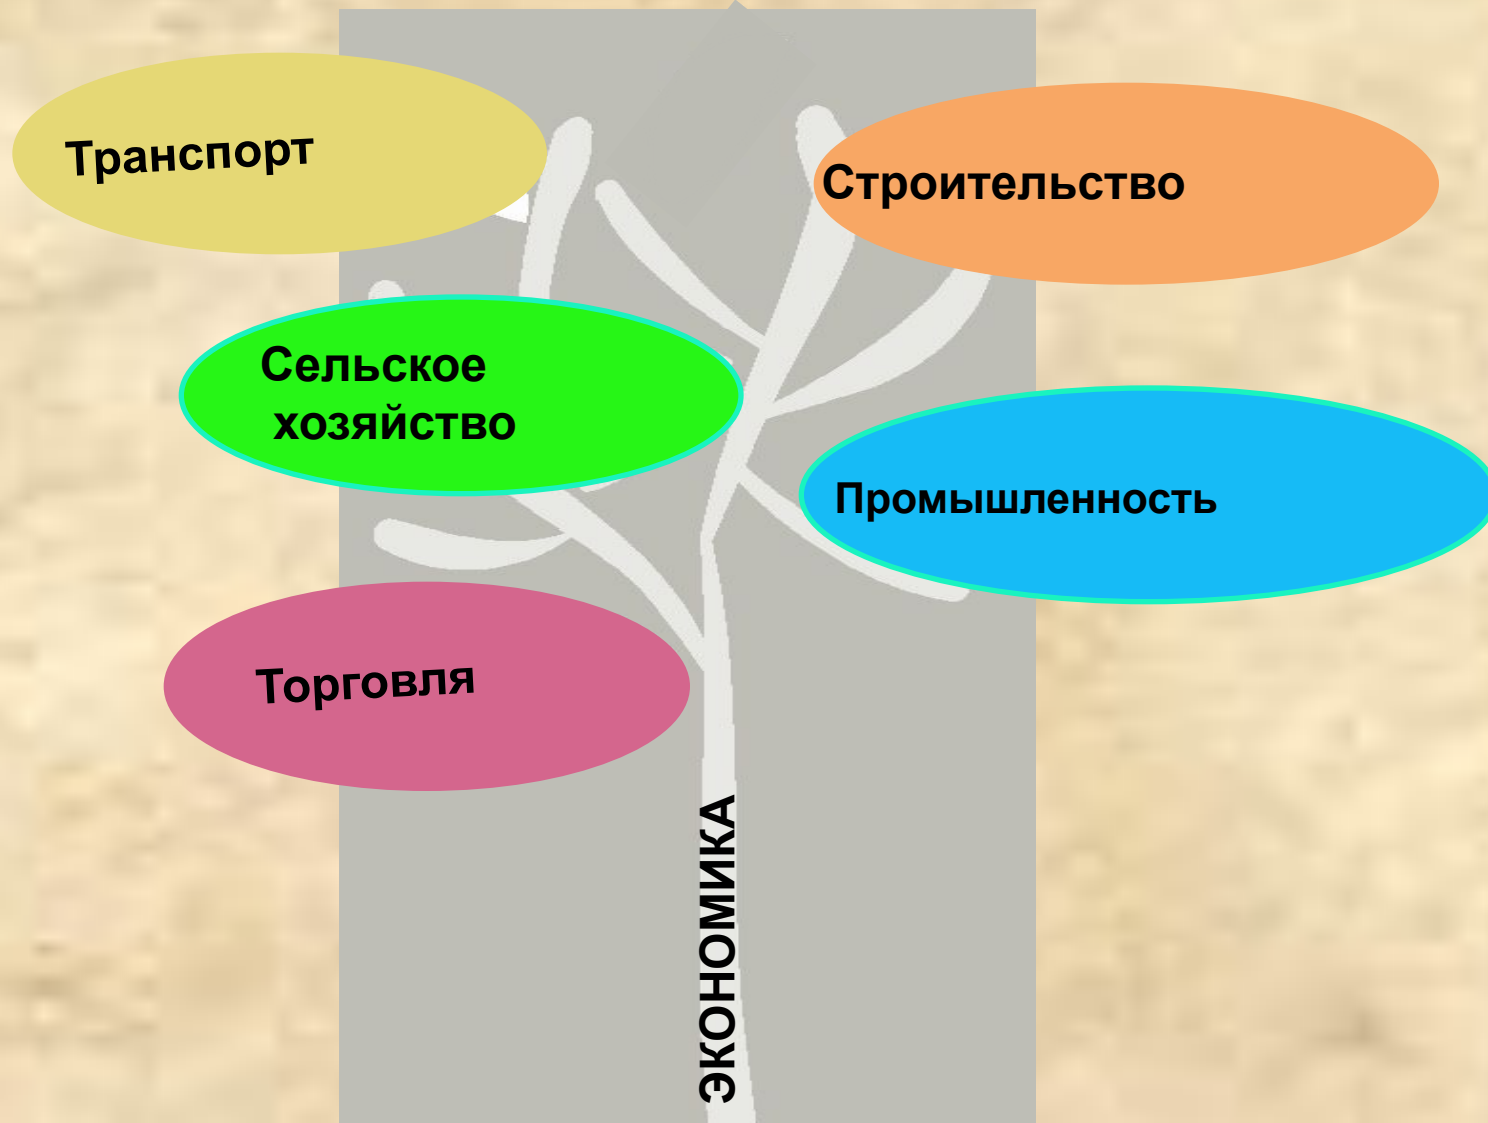 Транспорт
Строительство
Сельское
хозяйство
Промышленность
Торговля
ЭКОНОМИКА